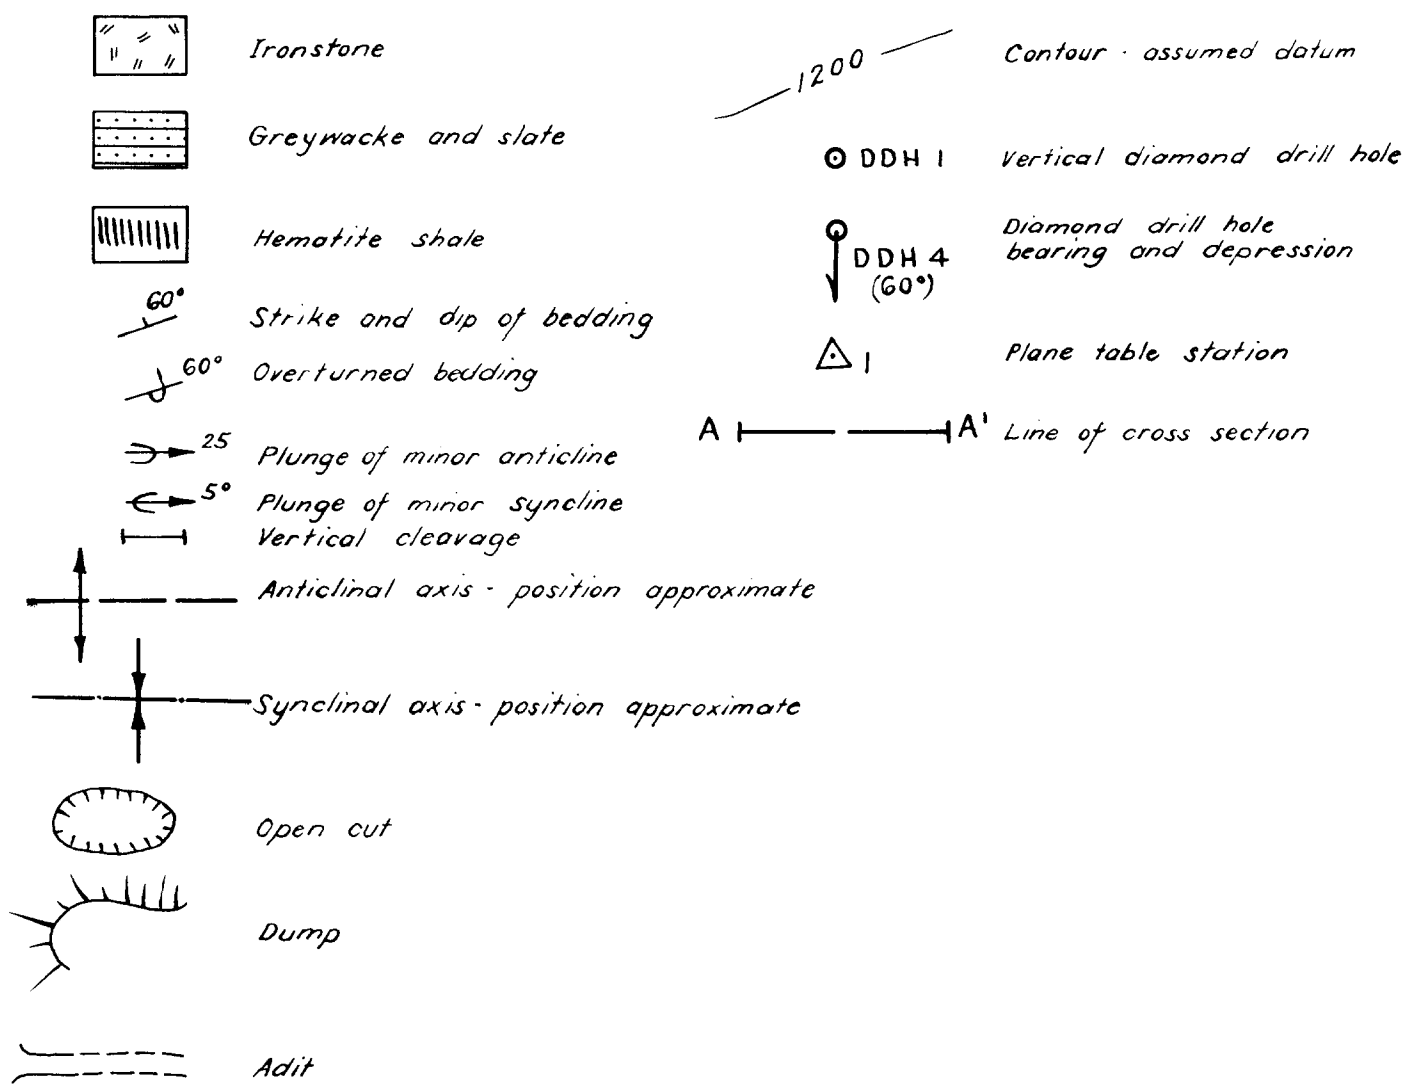 Ironstone
Greywacke and slate
Hematite shale
60° Strike and dip of bedding
60° Overturned bedding
25 Plunge of minor anticline
5° Plunge of minor syncline
Vertical cleavage
Anticlinal axis - position approximate
Synclinal axis - position approximate
Open cut
Dump
Adit
1200 Contour - assumed datum
DDH 1 Vertical diamond drill hole
Diamond drill hole
DDH 4 bearing and depression
(60°)
1 Plane table station
A A' Line of cross section